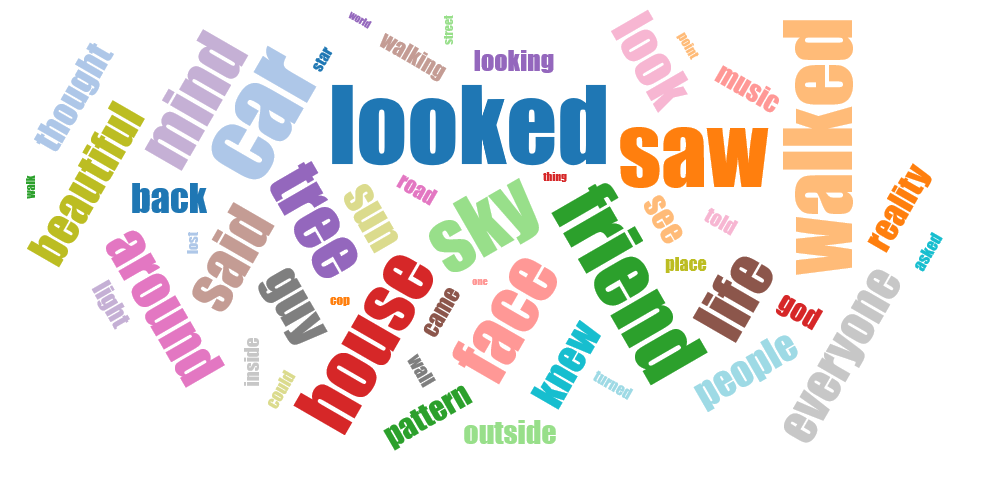 world
street
look
point
walking
star
looking
thought
mind
car
music
walked
looked
saw
beautiful
walk
back
tree
sun
road
thing
sky
friend
see
told
reality
asked
said
lost
around
guy
light
cop
house
came
one
face
place
life
god
everyone
inside
could
wall
pattern
knew
turned
people
outside